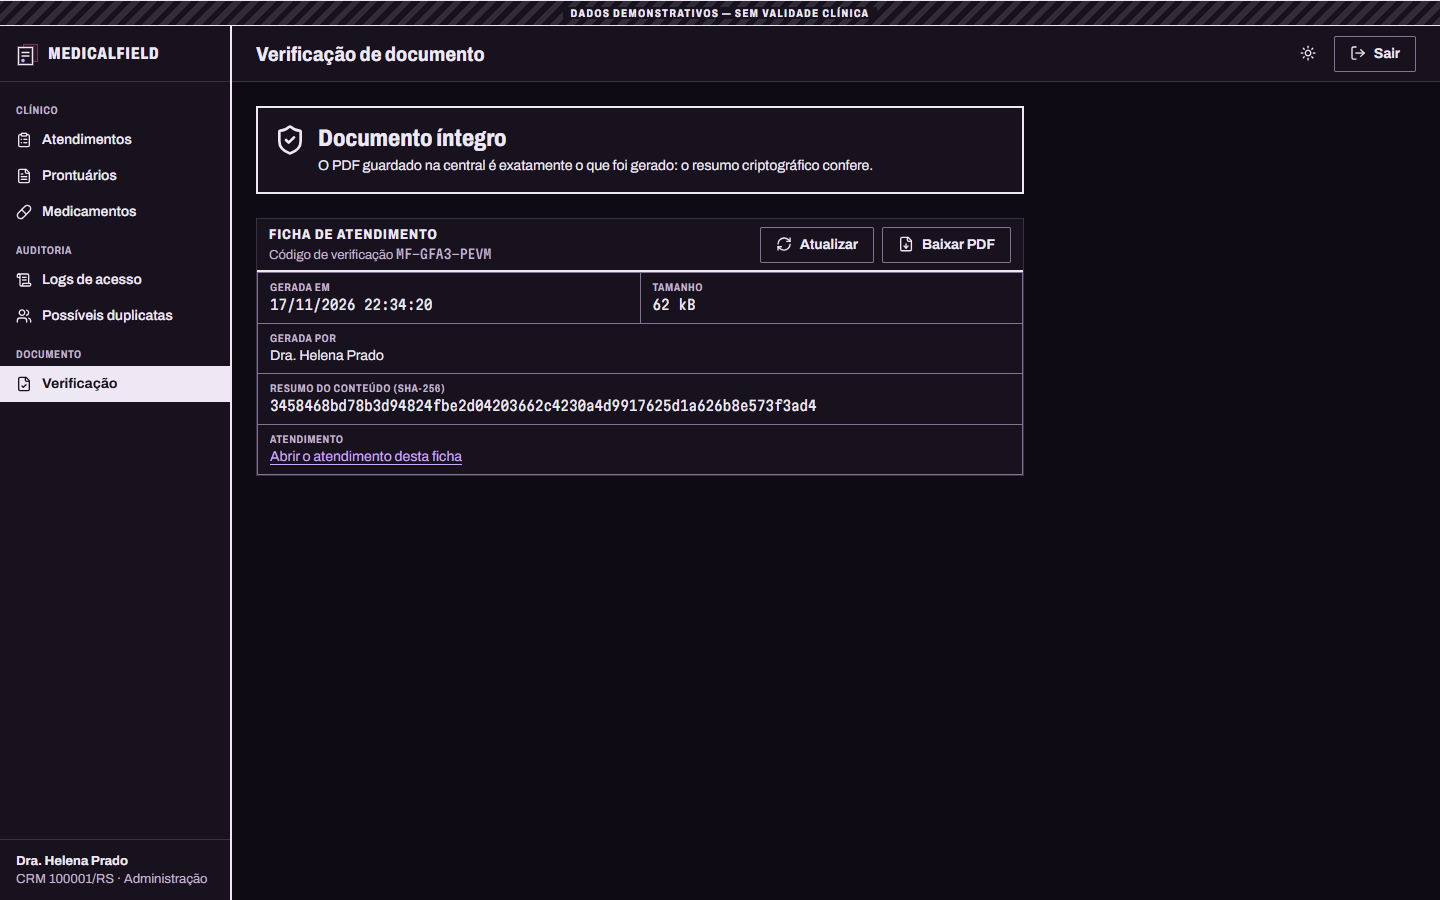 DADOS DEMONSTRATIVOS — SEM VALIDADE CLÍNICA
MEDICALFIELD
Verificação de documento
Sair
CLÍNICO
Atendimentos
Prontuários
Medicamentos
AUDITORIA
Logs de acesso
Possíveis duplicatas
DOCUMENTO
Verificação
Documento íntegro
O PDF guardado na central é exatamente o que foi gerado: o resumo criptográfico confere.
FICHA DE ATENDIMENTO
Código de verificação MF-GFA3-PEVM
Atualizar
Baixar PDF
GERADA EM
17/11/2026 22:34:20
TAMANHO
62 kB
GERADA POR
Dra. Helena Prado
RESUMO DO CONTEÚDO (SHA-256)
3458468bd78b3d94824fbe2d04203662c4230a4d9917625d1a626b8e573f3ad4
ATENDIMENTO
Abrir o atendimento desta ficha
Dra. Helena Prado
CRM 100001/RS · Administração